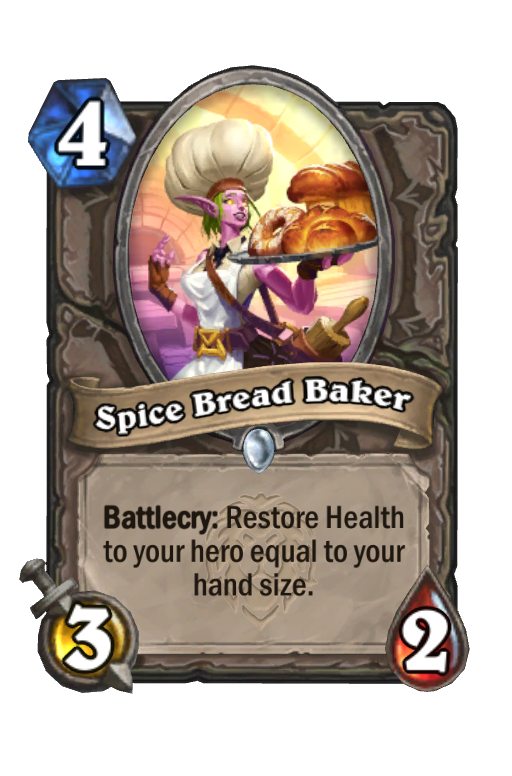 4
Spice Bread Baker
Battlecry: Restore Health
to your hero equal to your
hand size.
3
2